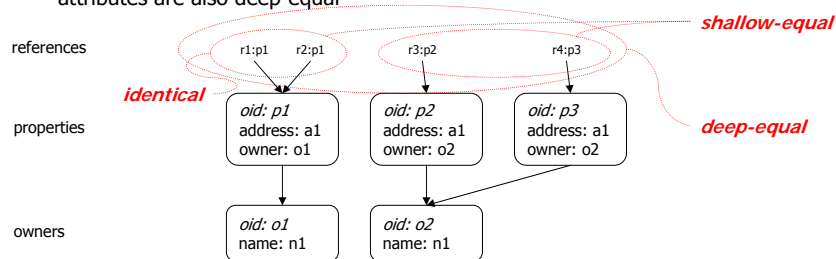 attributes are also deep equal
shallow-equal
references
r1:p1
r2:p1
r3:p2
r4:p3
identical
oid: p1
address: a1
owner: o1
oid: p2
address: a1
owner: o2
oid: p3
address: a1
owner: o2
properties
deep-equal
owners
oid: o1
name: n1
oid: o2
name: n1